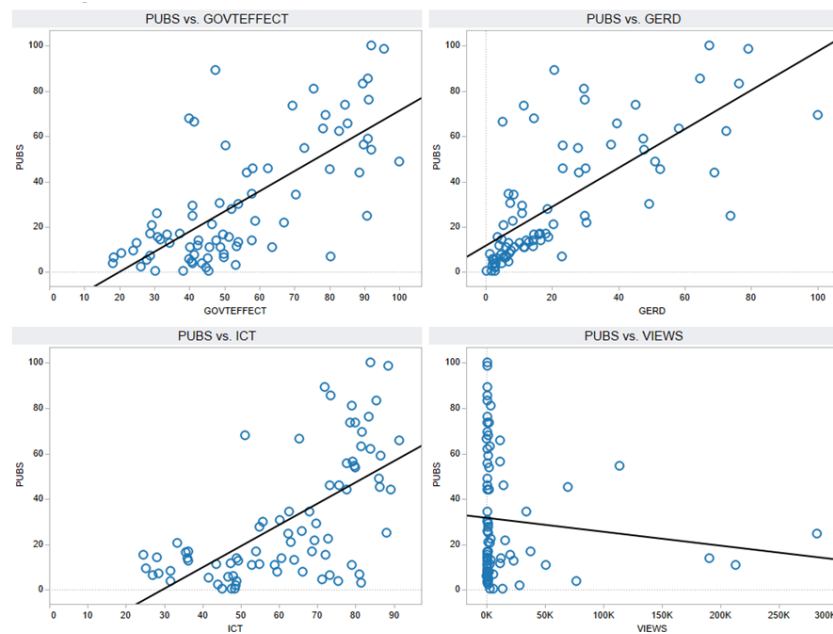 PUBS vs. GOVTEFFECT
PUBS
100
80
60
40
20
0
0 10 20 30 40 50 60 70 80 90 100
GOVTEFFECT
PUBS vs. GERD
PUBS
100
80
60
40
20
0
0 20 40 60 80 100
GERD
PUBS vs. ICT
PUBS
100
80
60
40
20
0
0 10 20 30 40 50 60 70 80 90
ICT
PUBS vs. VIEWS
PUBS
100
80
60
40
20
0
0K 50K 100K 150K 200K 250K 300K
VIEWS